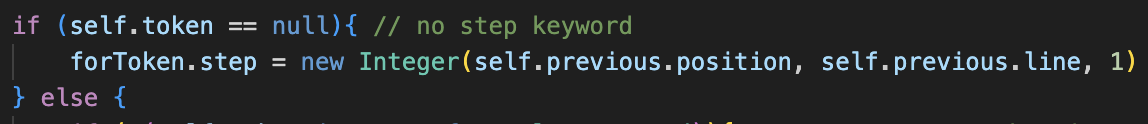 if (self.token == null){ // no step keyword
forToken.step = new Integer(self.previous.position, self.previous.line, 1)
} else {